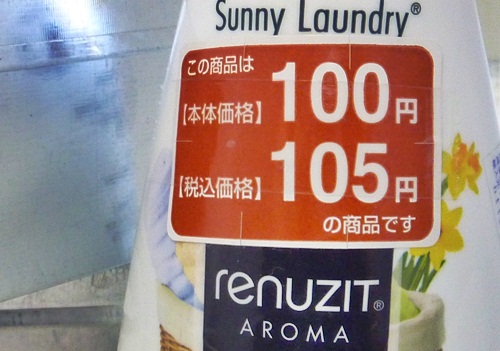 Sunny Laundry®
この商品は
【本体価格】100円
【税込価格】105円
の商品です
renuzit®
AROMA